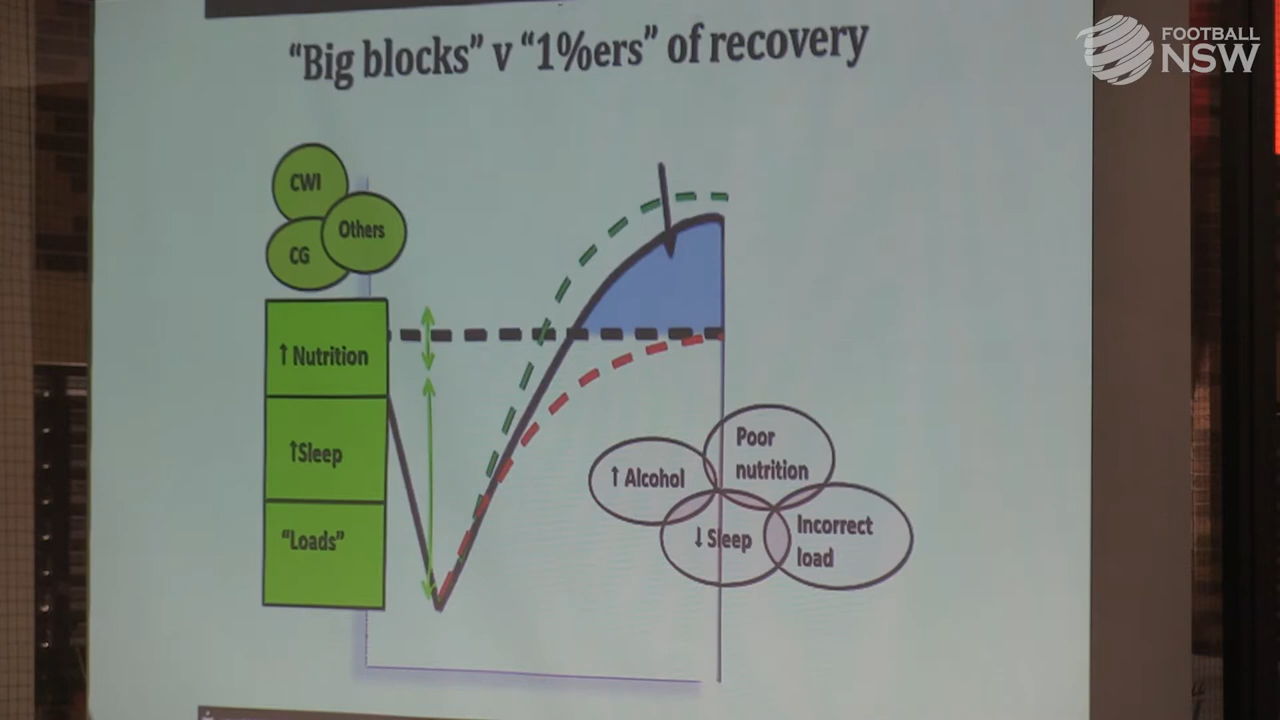 "Big blocks" v "1%ers" of recovery
FOOTBALL
NSW
CWI
Others
CG
↑ Nutrition
↑Sleep
"Loads"
↑ Alcohol
Poor
nutrition
↓ Sleep
Incorrect
load